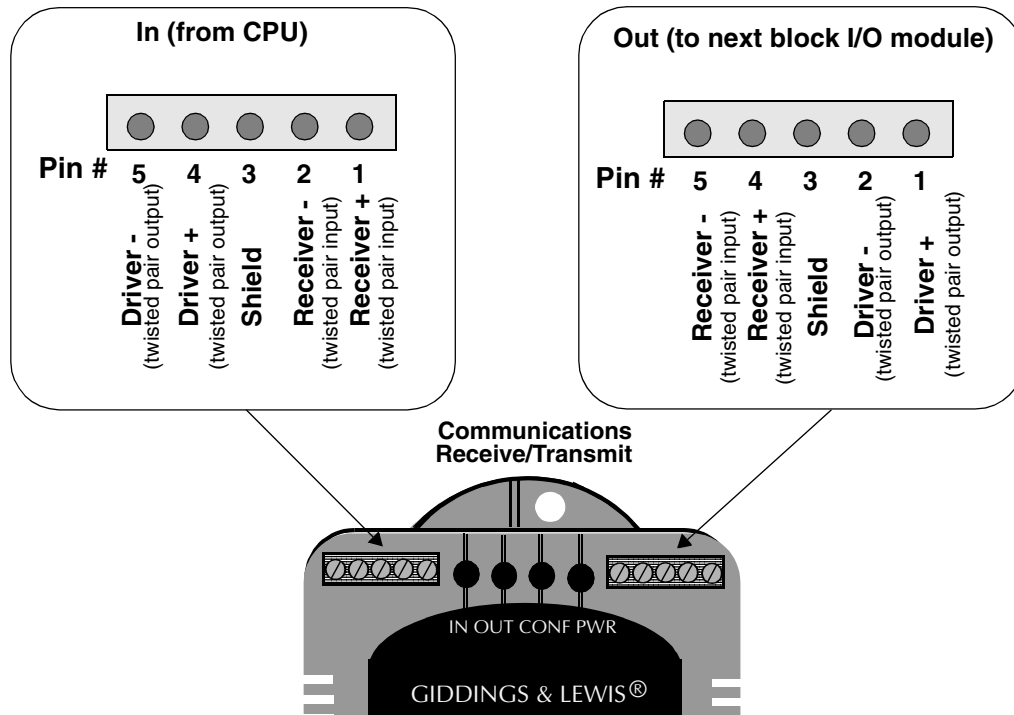 In (from CPU)
Pin # 5 4 3 2 1
Driver -
(twisted pair output)
Driver +
(twisted pair output)
Shield
Receiver -
(twisted pair input)
Receiver +
(twisted pair input)
Out (to next block I/O module)
Pin # 5 4 3 2 1
Receiver -
(twisted pair input)
Receiver +
(twisted pair input)
Shield
Driver -
(twisted pair output)
Driver +
(twisted pair output)
Communications
Receive/Transmit
IN OUT CONF PWR
GIDDINGS & LEWIS®